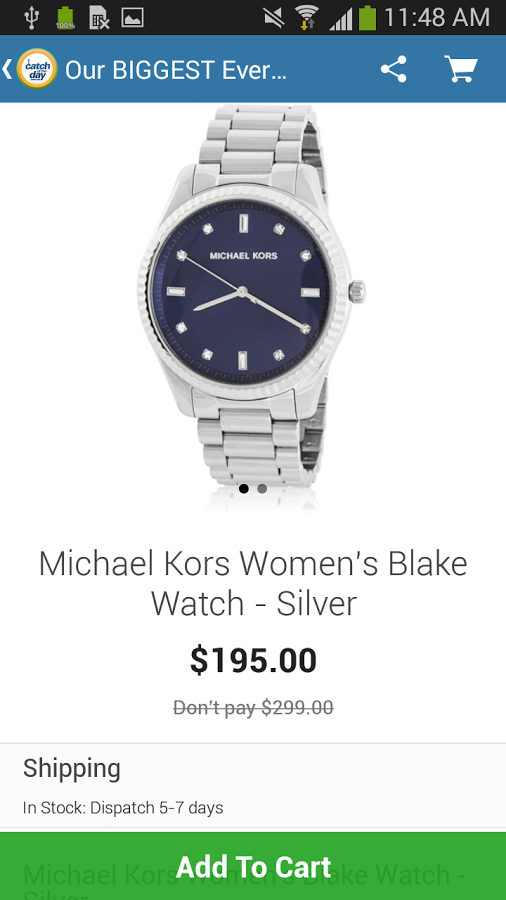 100%
11:48 AM
catch
of the
day
Our BIGGEST Ever...
MICHAEL KORS
Michael Kors Women's Blake
Watch - Silver
$195.00
Don't pay $299.00
Shipping
In Stock: Dispatch 5-7 days
Add To Cart
Michael Kors Women's Blake Watch -
Silver